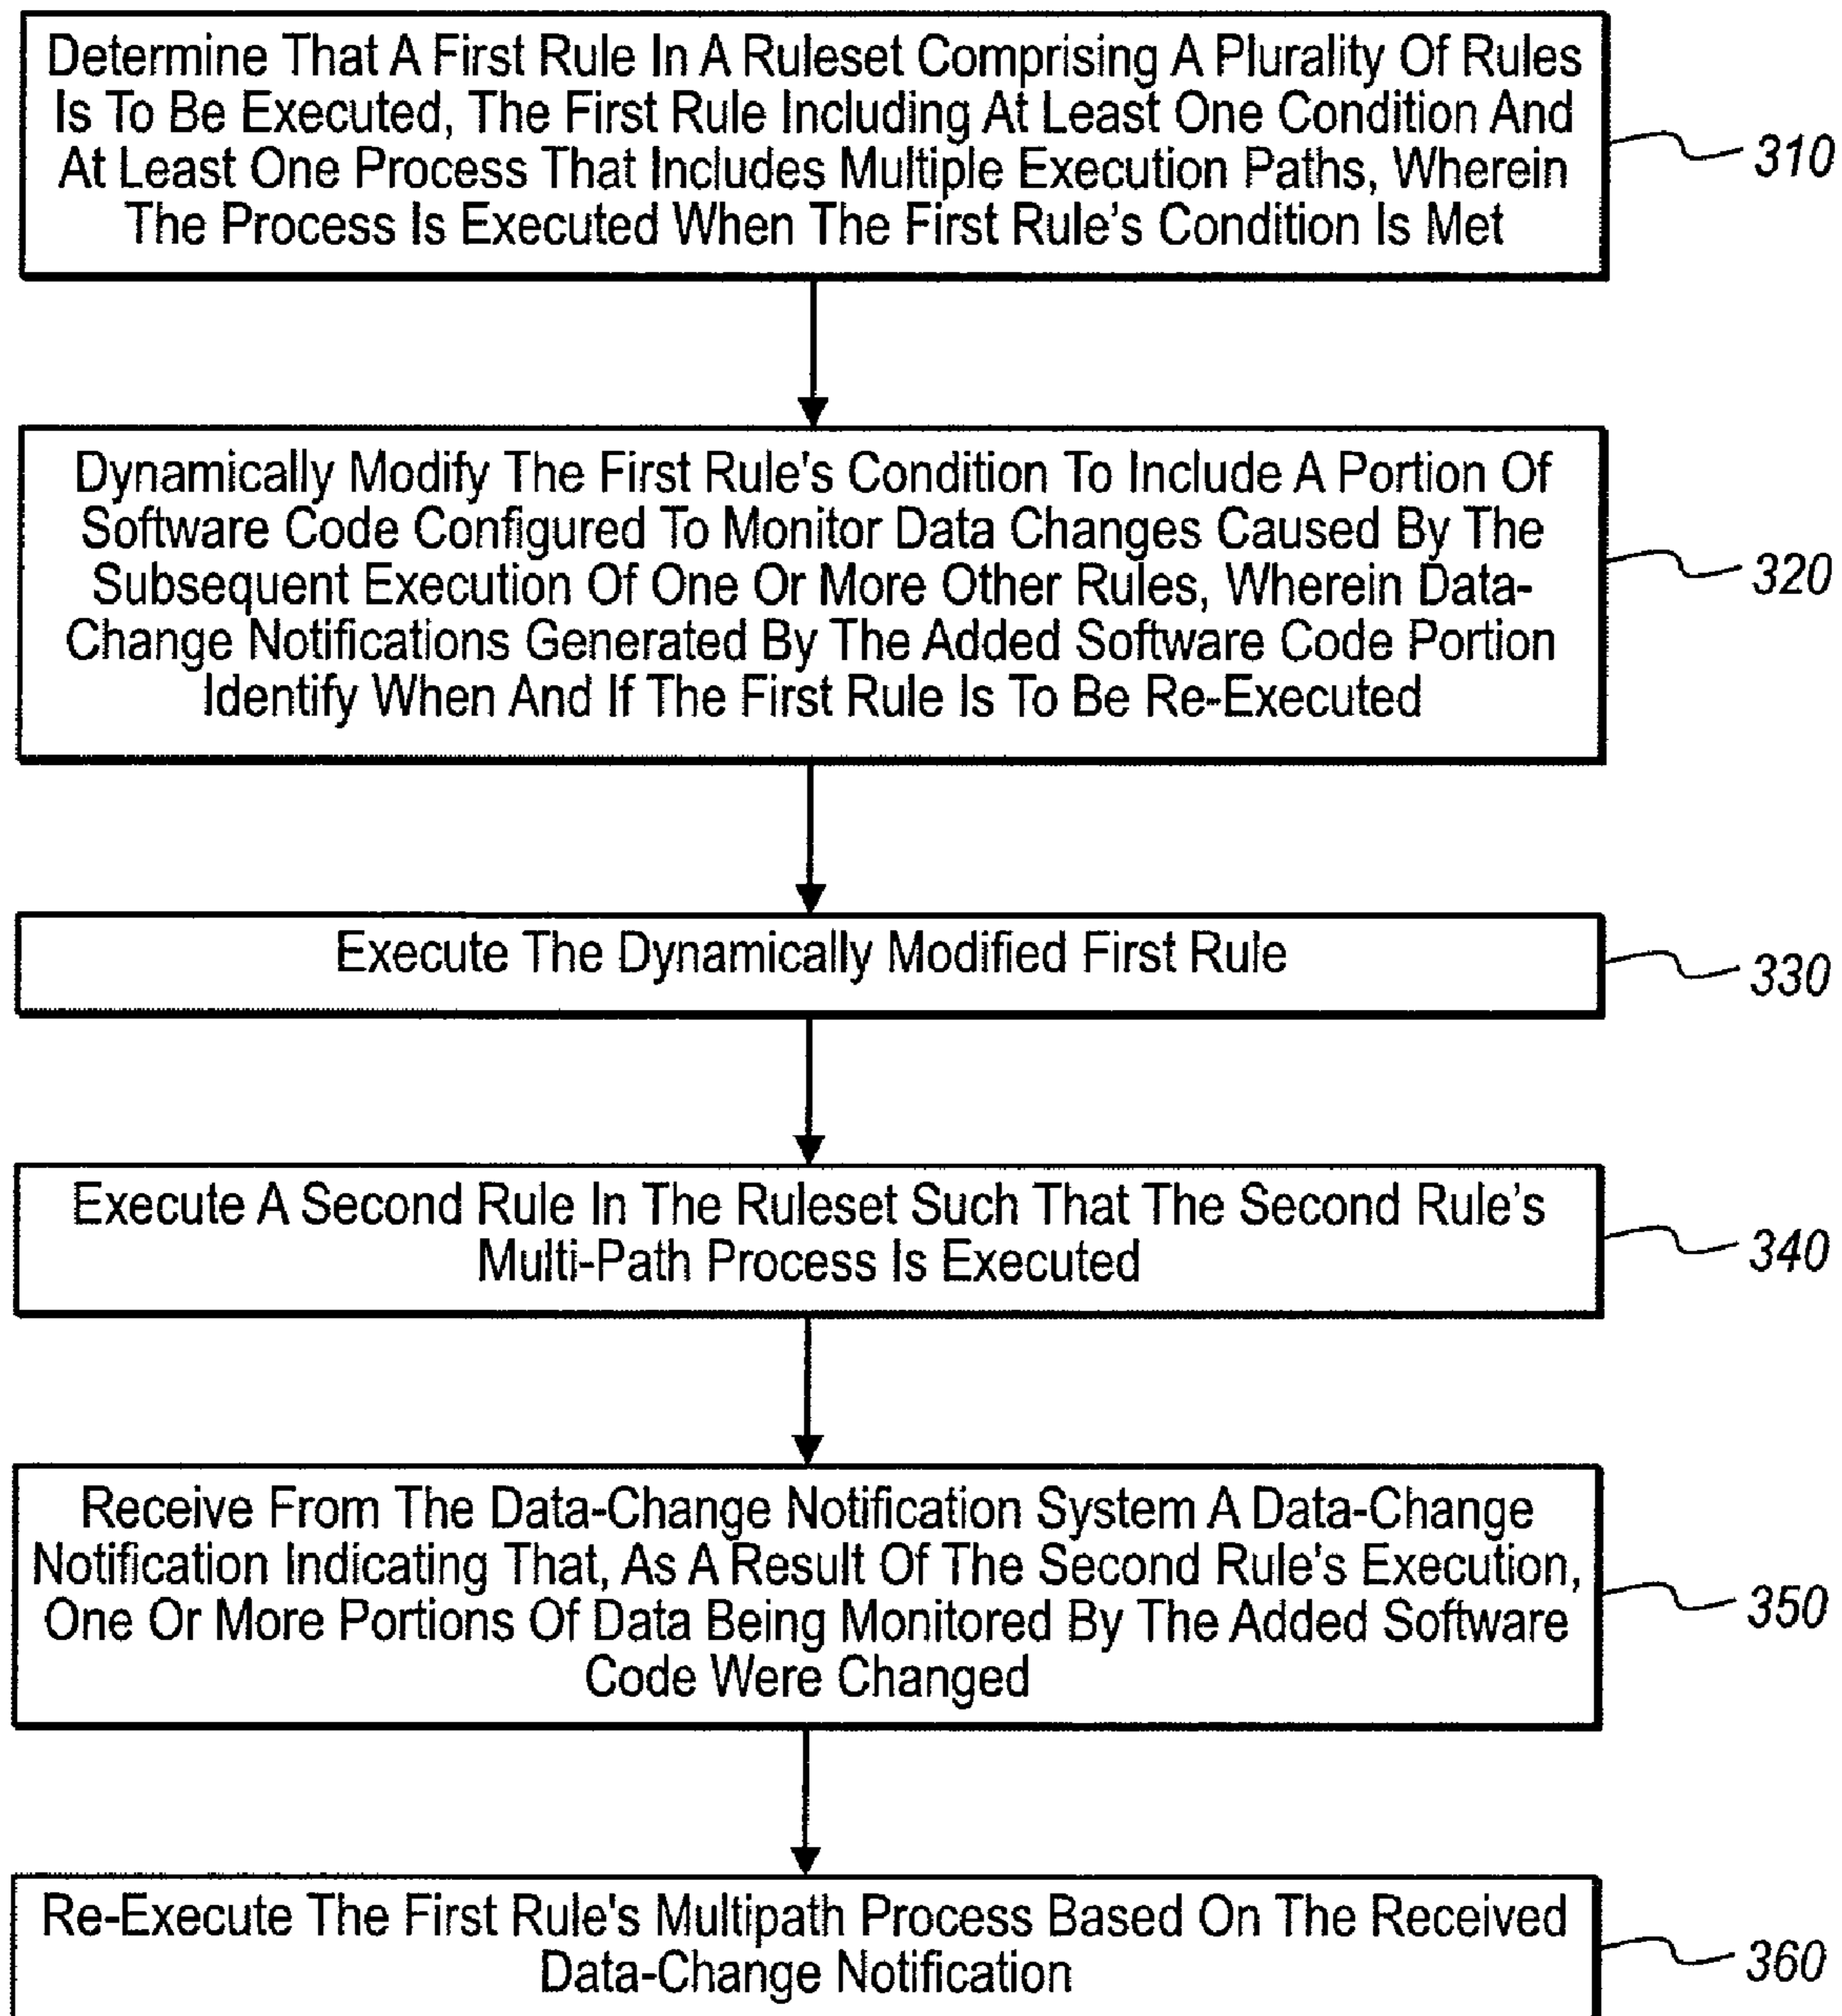 Determine That A First Rule In A Ruleset Comprising A Plurality Of Rules
Is To Be Executed, The First Rule Including At Least One Condition And
At Least One Process That Includes Multiple Execution Paths, Wherein
The Process Is Executed When The First Rule's Condition Is Met
310
Dynamically Modify The First Rule's Condition To Include A Portion Of
Software Code Configured To Monitor Data Changes Caused By The
Subsequent Execution Of One Or More Other Rules, Wherein Data-
Change Notifications Generated By The Added Software Code Portion
Identify When And If The First Rule Is To Be Re-Executed
320
Execute The Dynamically Modified First Rule
330
Execute A Second Rule In The Ruleset Such That The Second Rule's
Multi-Path Process Is Executed
340
Receive From The Data-Change Notification System A Data-Change
Notification Indicating That, As A Result Of The Second Rule's Execution,
One Or More Portions Of Data Being Monitored By The Added Software
Code Were Changed
350
Re-Execute The First Rule's Multipath Process Based On The Received
Data-Change Notification
360